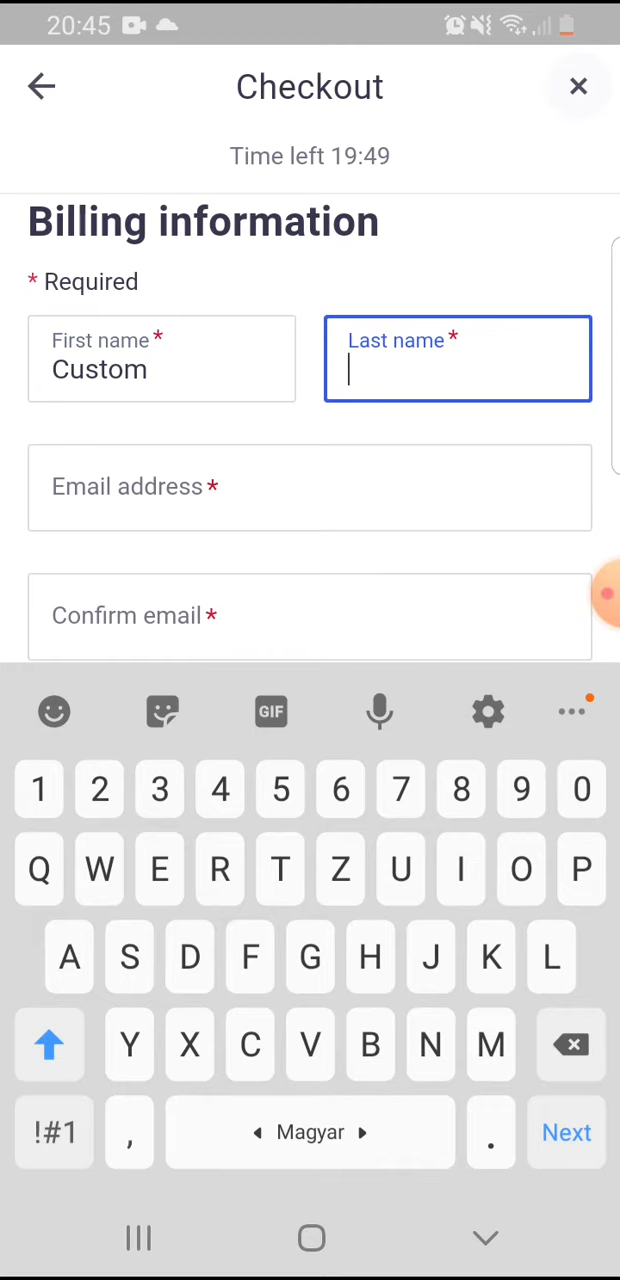 20:45
Checkout
Time left 19:49
Billing information
* Required
First name *
Custom
Last name *
Email address *
Confirm email *
GIF
1 2 3 4 5 6 7 8 9 0
Q W E R T Z U I O P
A S D F G H J K L
Y X C V B N M
!#1 , Magyar . Next